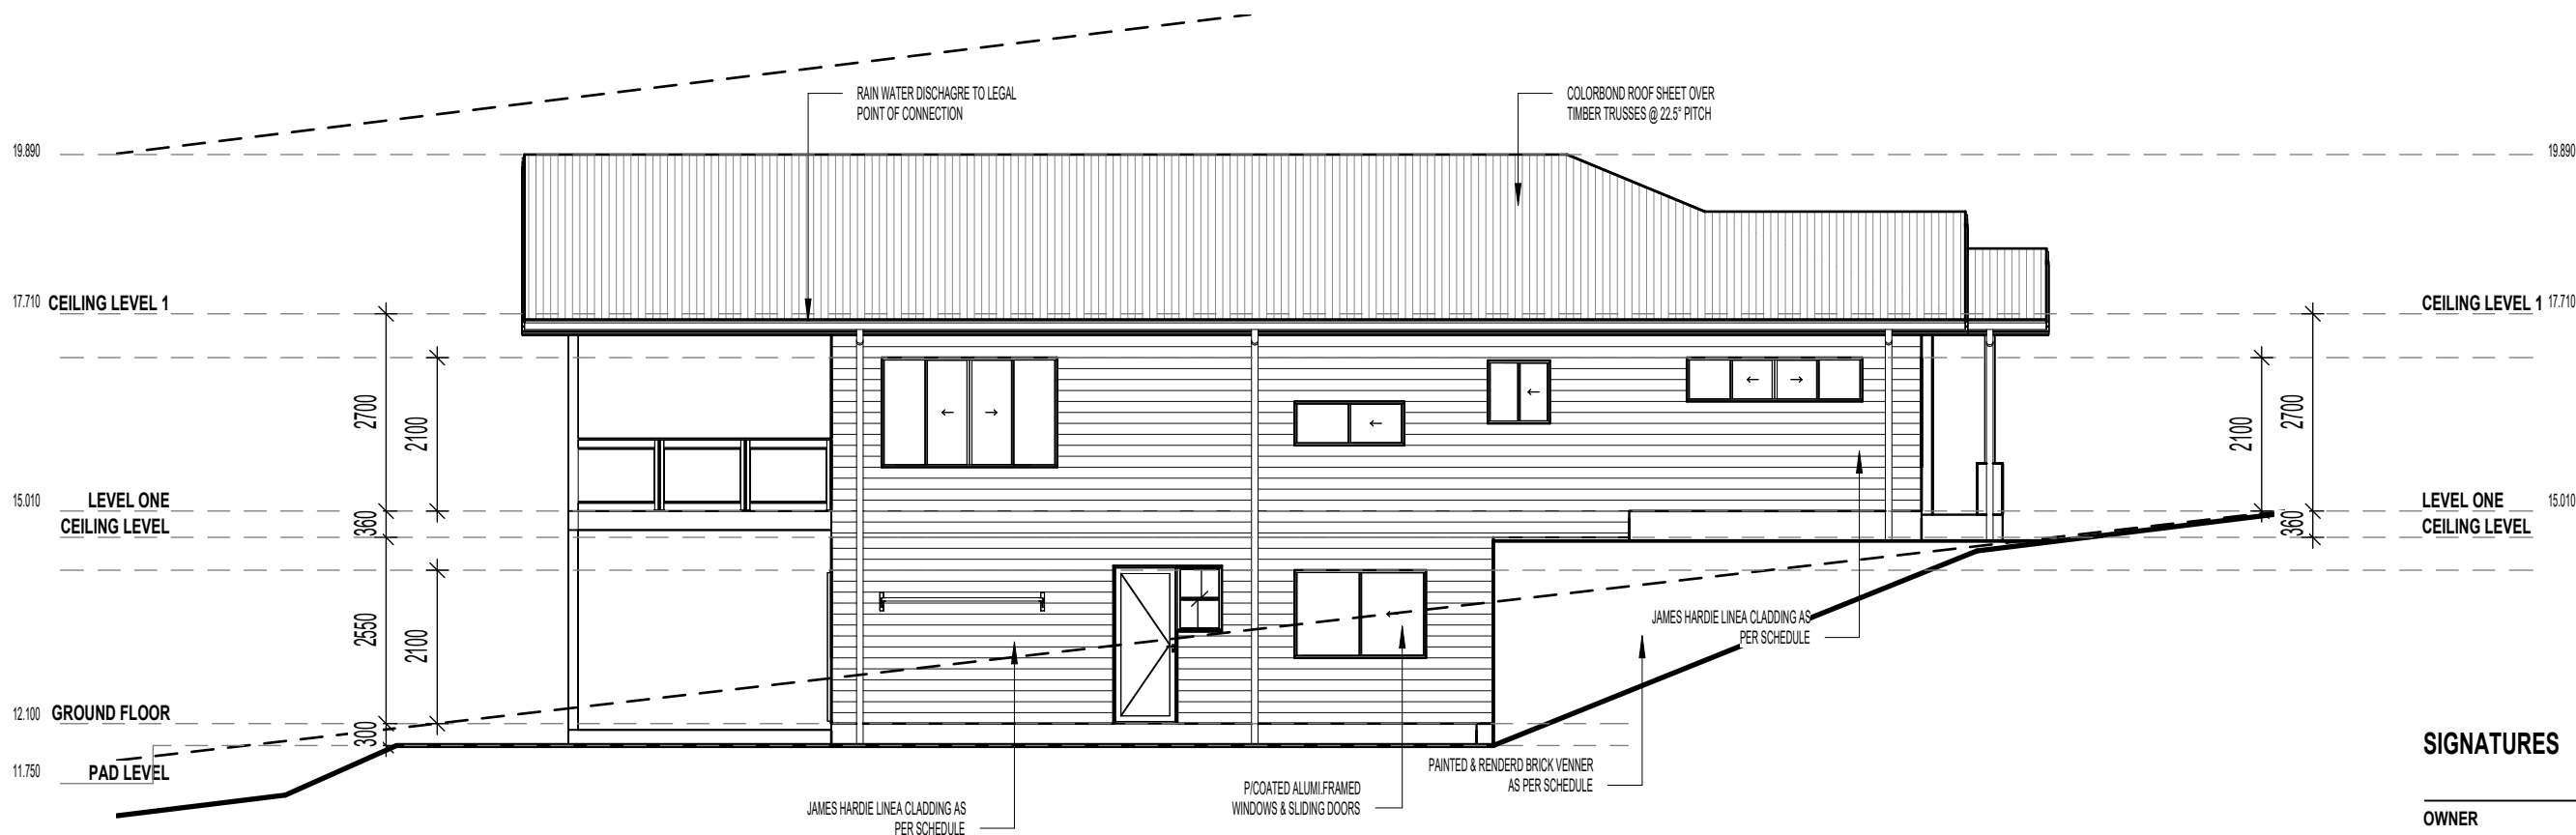 RAIN WATER DISCHAGRE TO LEGAL
POINT OF CONNECTION
COLORBOND ROOF SHEET OVER
TIMBER TRUSSES @ 22.5° PITCH
19.890
19.890
17.710 CEILING LEVEL 1
CEILING LEVEL 1 17.710
2700
2100
2100
2700
15.010 LEVEL ONE
CEILING LEVEL
360
LEVEL ONE 15.010
CEILING LEVEL
360
2550
2100
JAMES HARDIE LINEA CLADDING AS
PER SCHEDULE
12.100 GROUND FLOOR
300
11.750 PAD LEVEL
PAINTED & RENDERD BRICK VENNER
AS PER SCHEDULE
P/COATED ALUMI.FRAMED
WINDOWS & SLIDING DOORS
JAMES HARDIE LINEA CLADDING AS
PER SCHEDULE
SIGNATURES
OWNER